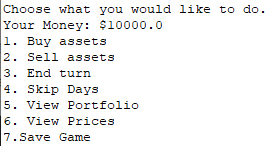 Choose what you would like to do.
Your Money: $10000.0
1. Buy assets
2. Sell assets
3. End turn
4. Skip Days
5. View Portfolio
6. View Prices
7.Save Game